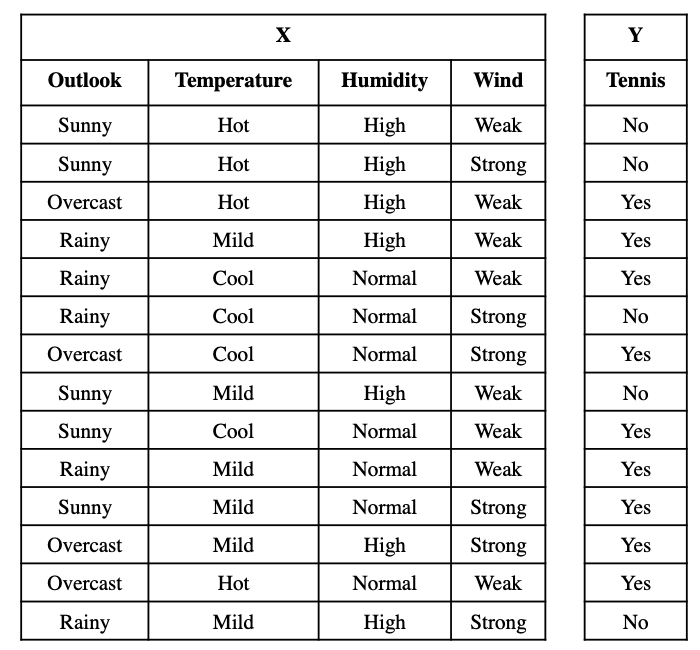 X Y
Outlook Temperature Humidity Wind Tennis
Sunny Hot High Weak No
Sunny Hot High Strong No
Overcast Hot High Weak Yes
Rainy Mild High Weak Yes
Rainy Cool Normal Weak Yes
Rainy Cool Normal Strong No
Overcast Cool Normal Strong Yes
Sunny Mild High Weak No
Sunny Cool Normal Weak Yes
Rainy Mild Normal Weak Yes
Sunny Mild Normal Strong Yes
Overcast Mild High Strong Yes
Overcast Hot Normal Weak Yes
Rainy Mild High Strong No